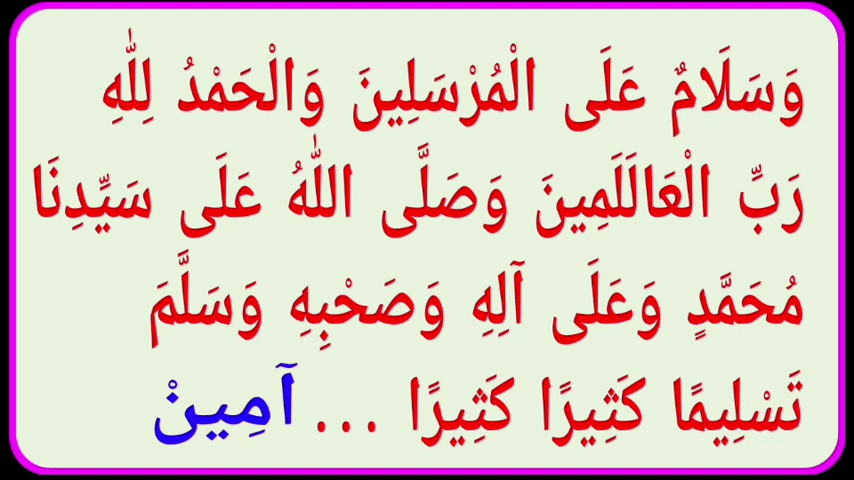 وَسَلَامٌ عَلَى الْمُرْسَلِينَ وَالْحَمْدُ لِلّٰهِ
رَبِّ الْعَالَلَمِينَ وَصَلَّى اللّٰهُ عَلَى سَيِّدِنَا
مُحَمَّدٍ وَعَلَى آلِهِ وَصَحْبِهِ وَسَلَّمَ
تَسْلِيمًا كَثِيرًا كَثِيرًا ... آمِينْ